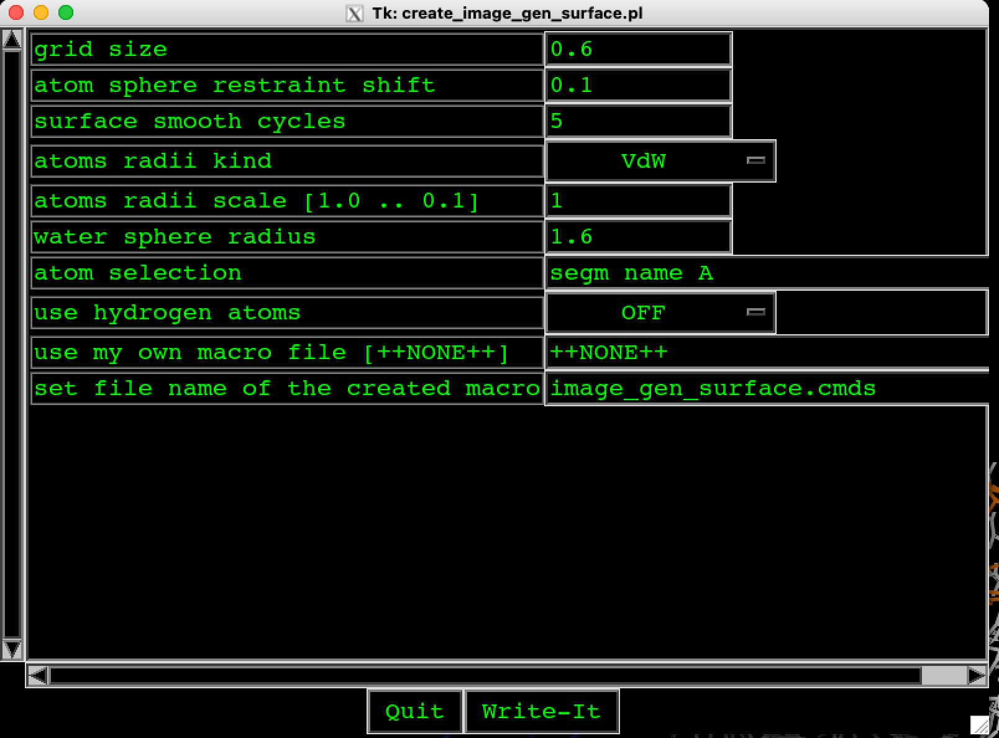 Tk: create_image_gen_surface.pl
grid size 0.6
atom sphere restraint shift 0.1
surface smooth cycles 5
atoms radii kind VdW
atoms radii scale [1.0 .. 0.1] 1
water sphere radius 1.6
atom selection segm name A
use hydrogen atoms OFF
use my own macro file [++NONE++] ++NONE++
set file name of the created macro image_gen_surface.cmds
Quit Write-It